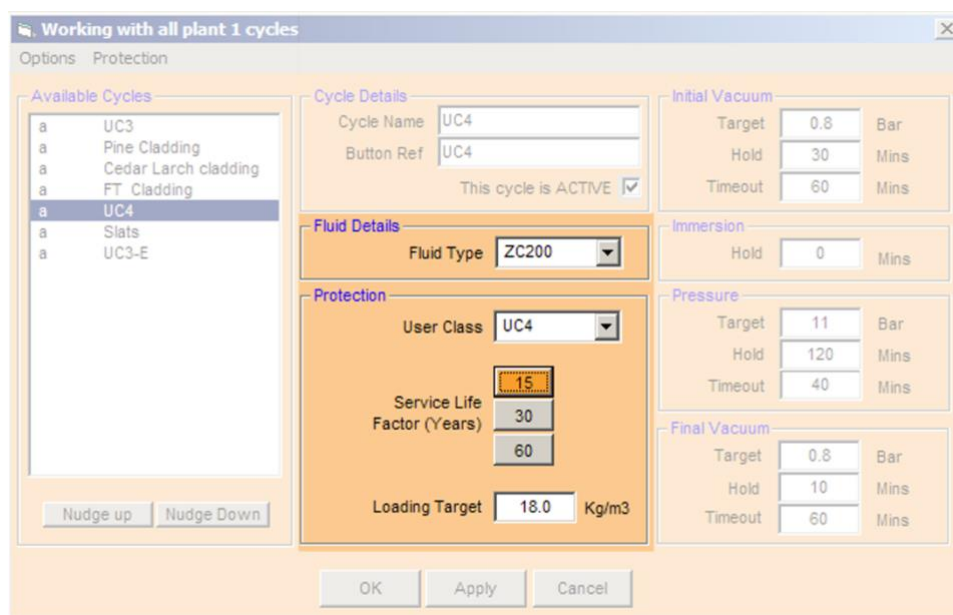 Working with all plant 1 cycles
Options Protection
Available Cycles
a UC3
a Pine Cladding
a Cedar Larch cladding
a FT Cladding
a UC4
a Slats
a UC3-E
Nudge up Nudge Down
Cycle Details
Cycle Name UC4
Button Ref UC4
This cycle is ACTIVE
Fluid Details
Fluid Type ZC200
Protection
User Class UC4
Service Life
Factor (Years)
15
30
60
Loading Target 18.0 Kg/m3
Initial Vacuum
Target 0.8 Bar
Hold 30 Mins
Timeout 60 Mins
Immersion
Hold 0 Mins
Pressure
Target 11 Bar
Hold 120 Mins
Timeout 40 Mins
Final Vacuum
Target 0.8 Bar
Hold 10 Mins
Timeout 60 Mins
OK Apply Cancel